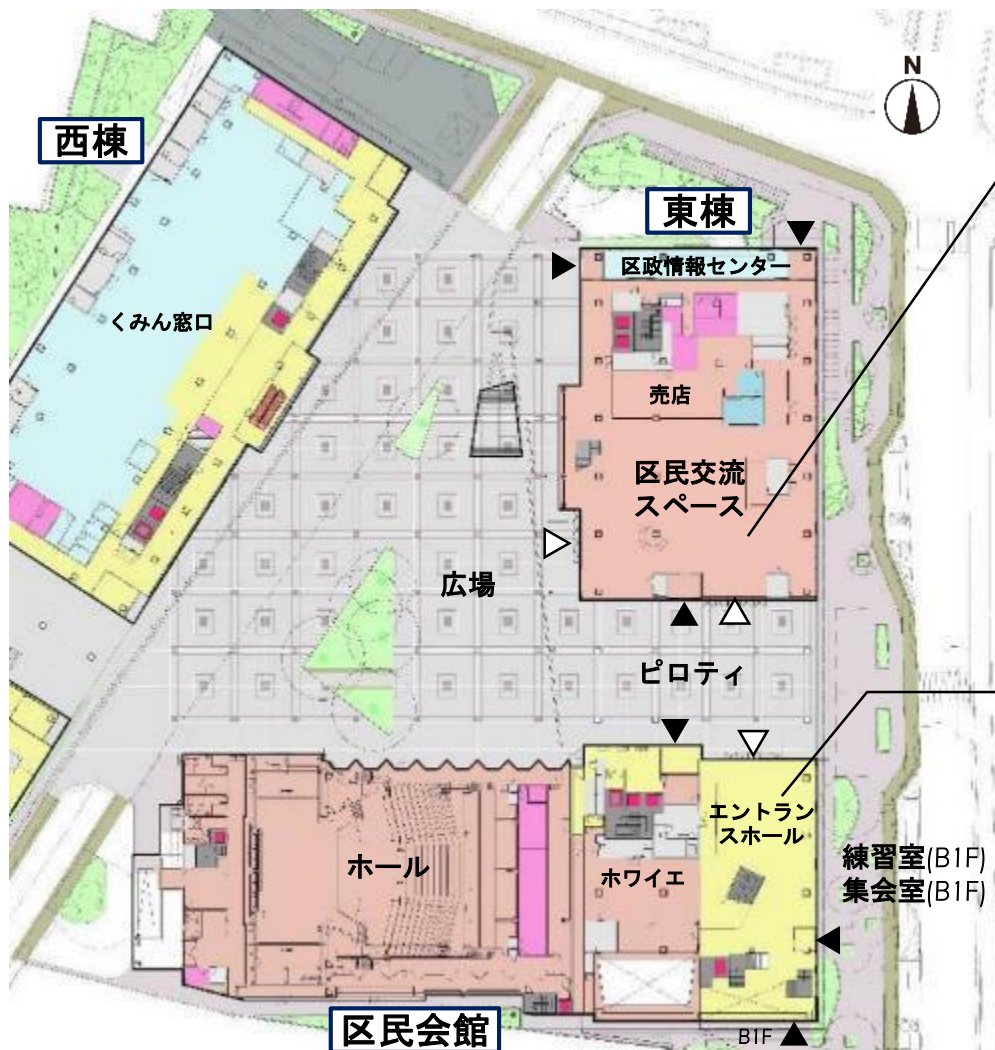 N
西棟
東棟
区政情報センター
くみん窓口
売店
区民交流
スペース
広場
ピロティ
エントラン
スホール
ホール
ホワイエ
練習室(B1F)
集会室(B1F)
区民会館
B1F